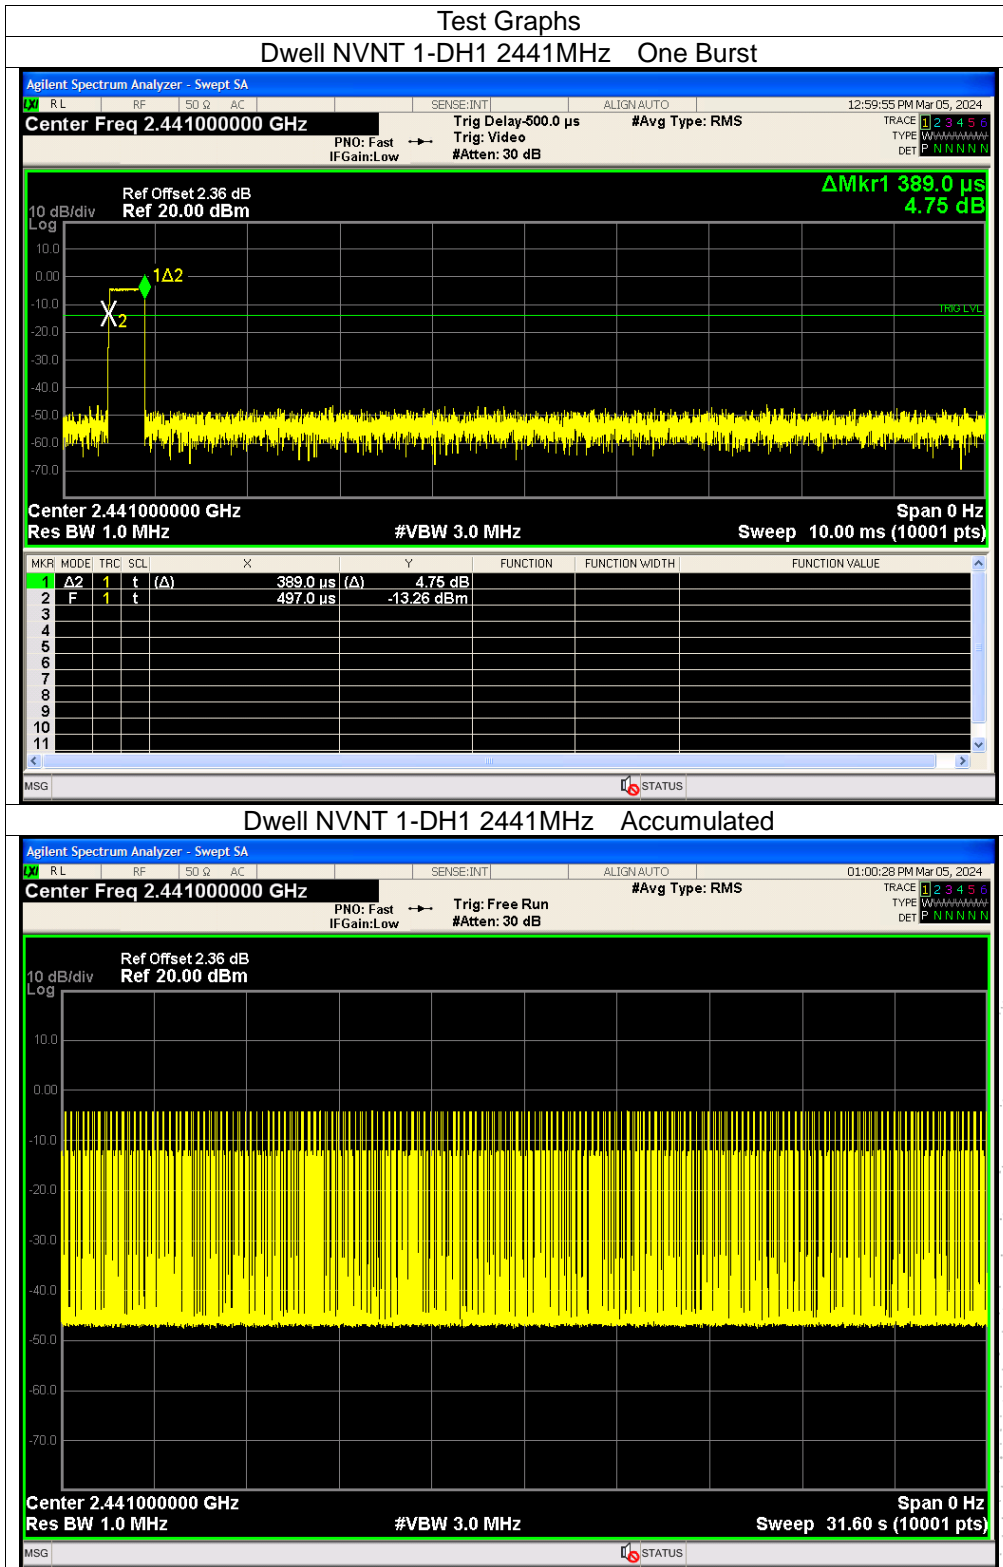 Test Graphs
Dwell NVNT 1-DH1 2441MHz One Burst
Agilent Spectrum Analyzer - Swept SA
LXI RL RF 50 Ω AC SENSE:INT ALIGN AUTO 12:59:55 PM Mar 05, 2024
Center Freq 2.441000000 GHz Trig Delay-500.0 µs #Avg Type: RMS TRACE 1 2 3 4 5 6
PNO: Fast Trig: Video TYPE WWWWWW
IFGain:Low #Atten: 30 dB DET P N N N N N
ΔMkr1 389.0 µs
4.75 dB
Ref Offset 2.36 dB
10 dB/div Ref 20.00 dBm
Log
10.0
0.00
1Δ2
-10.0
TRIG LVL
X2
-20.0
-30.0
-40.0
-50.0
-60.0
-70.0
Center 2.441000000 GHz Span 0 Hz
Res BW 1.0 MHz #VBW 3.0 MHz Sweep 10.00 ms (10001 pts)
MKR MODE TRC SCL X Y FUNCTION FUNCTION WIDTH FUNCTION VALUE
1 Δ2 1 t (Δ) 389.0 µs (Δ) 4.75 dB
2 F 1 t 497.0 µs -13.26 dBm
3
4
5
6
7
8
9
10
11
MSG STATUS
Dwell NVNT 1-DH1 2441MHz Accumulated
Agilent Spectrum Analyzer - Swept SA
LXI RL RF 50 Ω AC SENSE:INT ALIGN AUTO 01:00:28 PM Mar 05, 2024
Center Freq 2.441000000 GHz #Avg Type: RMS TRACE 1 2 3 4 5 6
PNO: Fast Trig: Free Run TYPE WWWWWW
IFGain:Low #Atten: 30 dB DET P N N N N N
Ref Offset 2.36 dB
10 dB/div Ref 20.00 dBm
Log
10.0
0.00
-10.0
-20.0
-30.0
-40.0
-50.0
-60.0
-70.0
Center 2.441000000 GHz Span 0 Hz
Res BW 1.0 MHz #VBW 3.0 MHz Sweep 31.60 s (10001 pts)
MSG STATUS